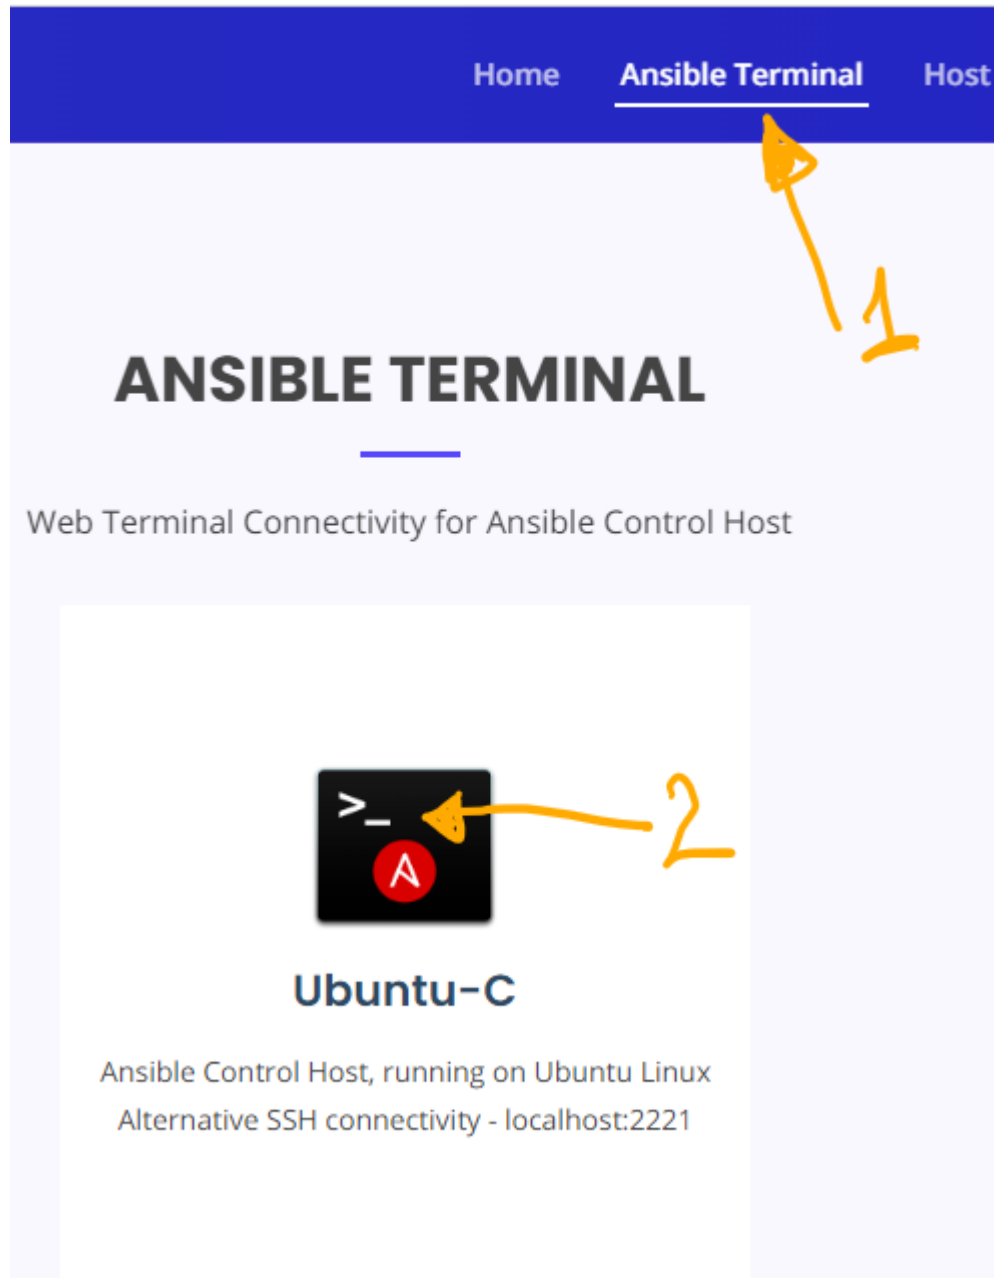 Home Ansible Terminal Host
1
ANSIBLE TERMINAL
Web Terminal Connectivity for Ansible Control Host
>_
2
Ubuntu-C
Ansible Control Host, running on Ubuntu Linux
Alternative SSH connectivity - localhost:2221